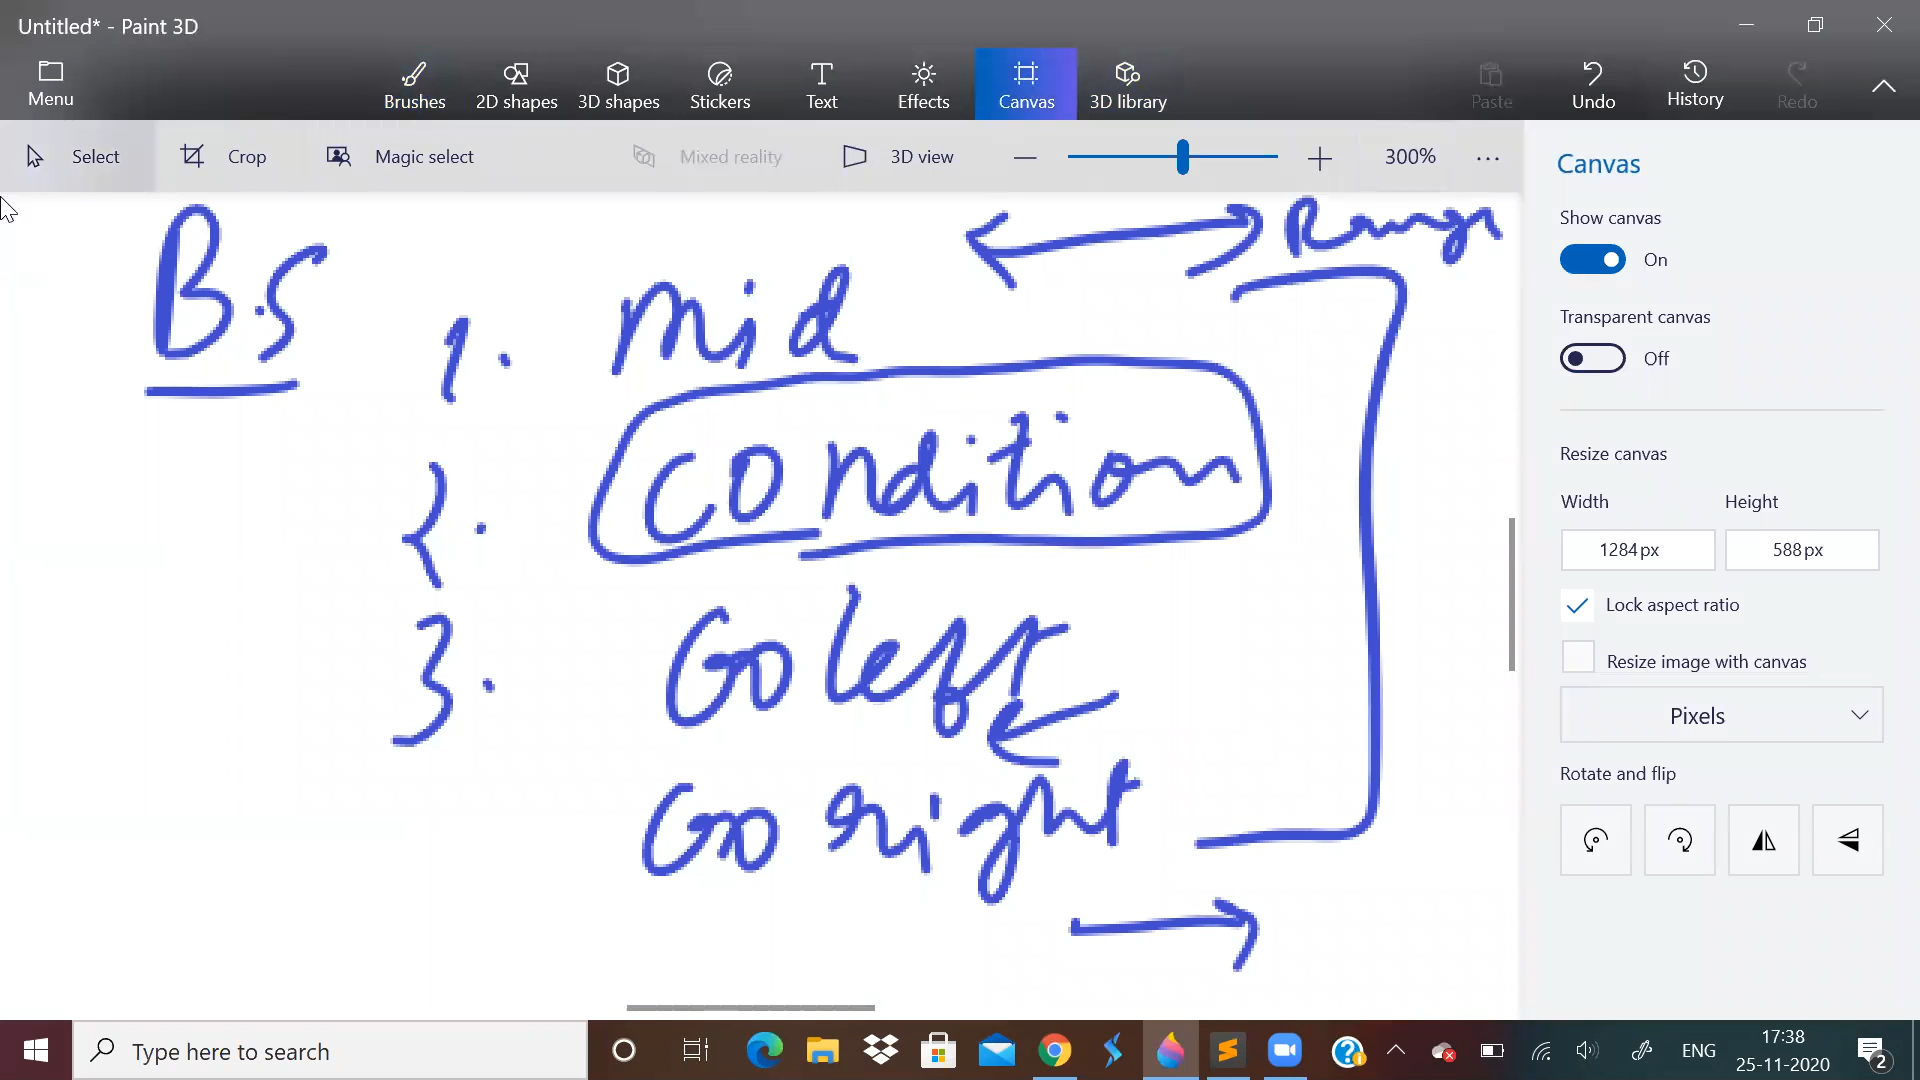 Untitled* - Paint 3D
Menu
Brushes
2D shapes
3D shapes
Stickers
Text
Effects
Canvas
3D library
Paste
Undo
History
Redo
Select
Crop
Magic select
Mixed reality
3D view
300%
Canvas
Show canvas
On
Transparent canvas
Off
Resize canvas
Width
Height
1284px
588px
Lock aspect ratio
Resize image with canvas
Pixels
Rotate and flip
B.S
Range
1. Mid
condition
3. Go left
Go right
Type here to search
ENG
17:38
25-11-2020
2